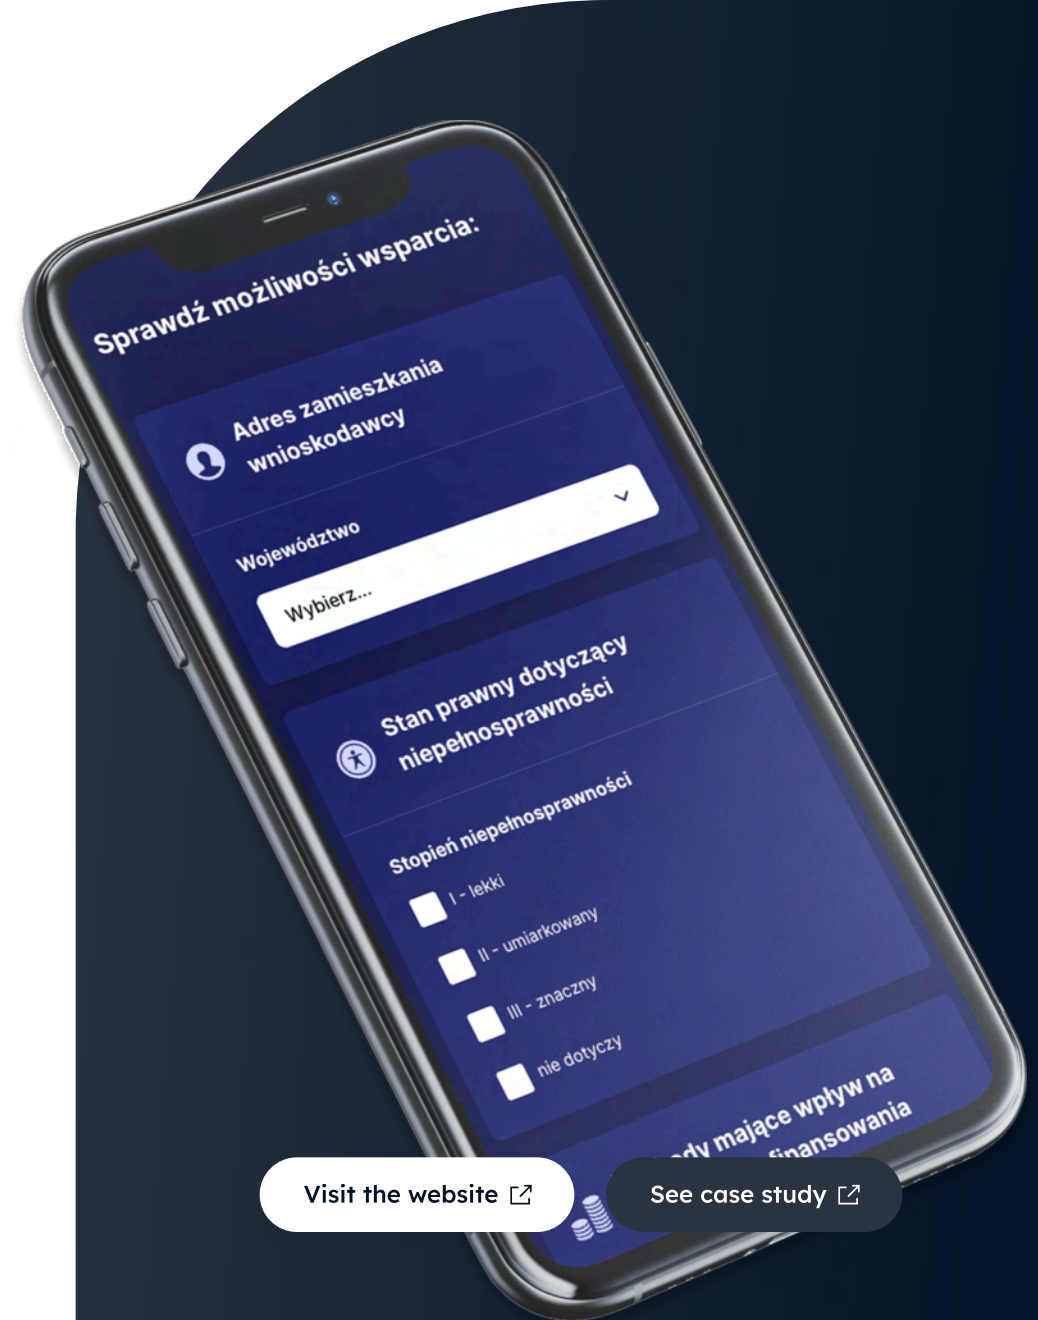 Sprawdź możliwości wsparcia:
Adres zamieszkania
wnioskodawcy
Województwo
Wybierz...
Stan prawny dotyczący
niepełnosprawności
Stopień niepełnosprawności
I - lekki
II - umiarkowany
III - znaczny
nie dotyczy
mające wpływ na
finansowania
Visit the website
See case study